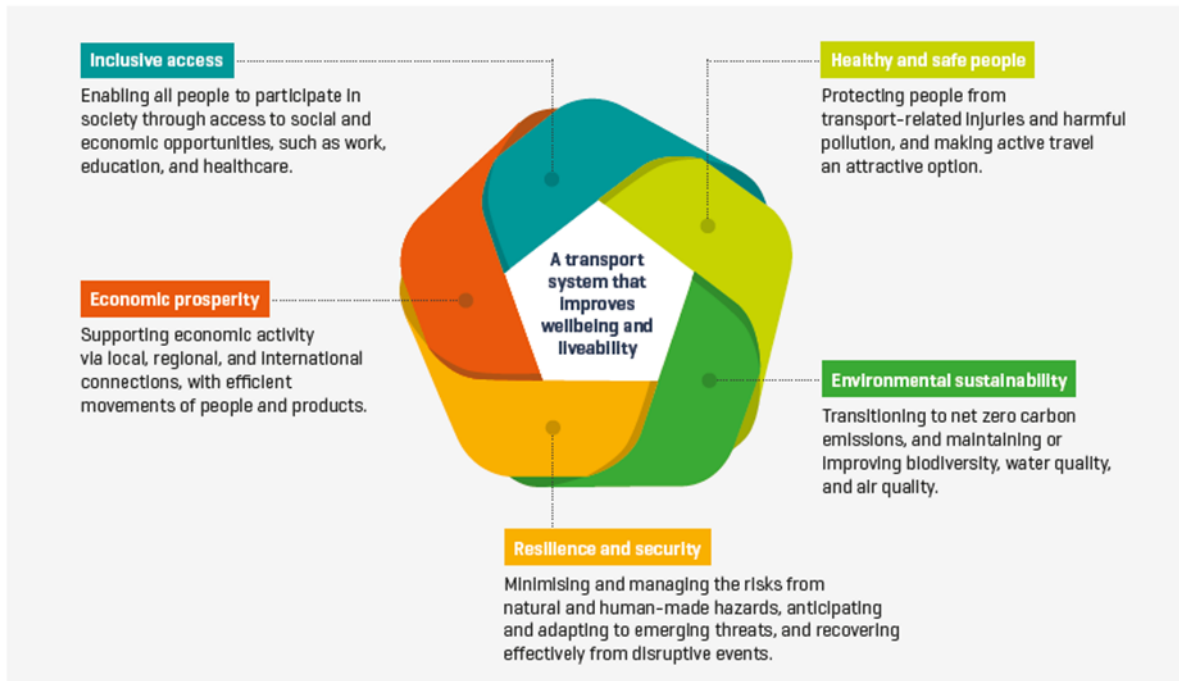 Inclusive access
Enabling all people to participate in
society through access to social and
economic opportunities, such as work,
education, and healthcare.
Healthy and safe people
Protecting people from
transport-related injuries and harmful
pollution, and making active travel
an attractive option.
A transport
system that
improves
wellbeing and
liveability
Economic prosperity
Supporting economic activity
via local, regional, and international
connections, with efficient
movements of people and products.
Environmental sustainability
Transitioning to net zero carbon
emissions, and maintaining or
improving biodiversity, water quality,
and air quality.
Resilience and security
Minimising and managing the risks from
natural and human-made hazards, anticipating
and adapting to emerging threats, and recovering
effectively from disruptive events.